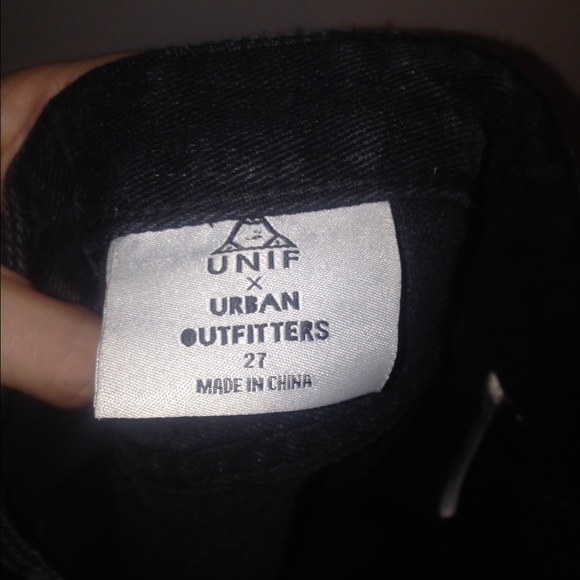 UNIF
X
URBAN
OUTFITTERS
27
MADE IN CHINA